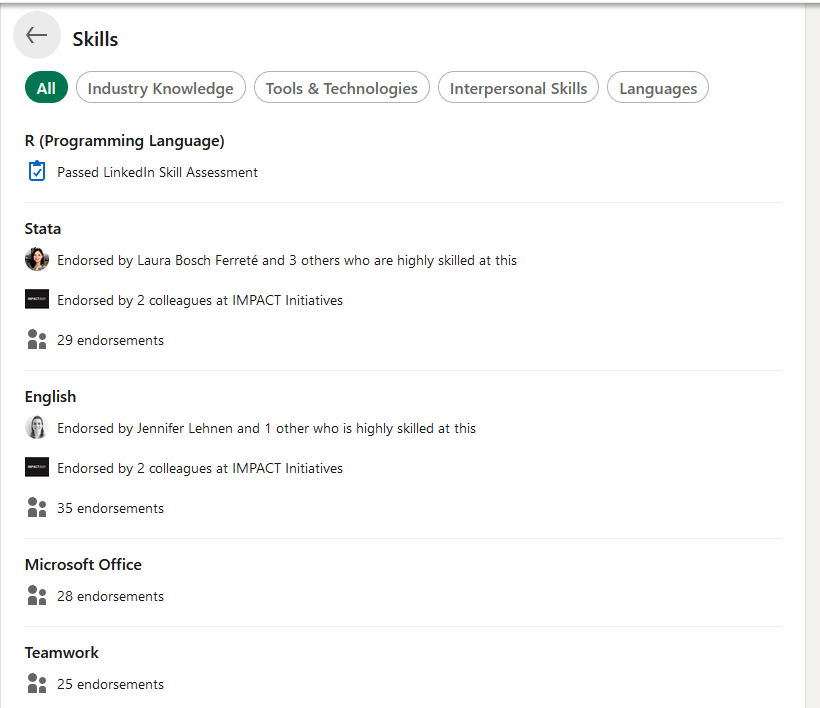 Skills
All Industry Knowledge Tools & Technologies Interpersonal Skills Languages
R (Programming Language)
Passed LinkedIn Skill Assessment
Stata
Endorsed by Laura Bosch Ferreté and 3 others who are highly skilled at this
Endorsed by 2 colleagues at IMPACT Initiatives
29 endorsements
English
Endorsed by Jennifer Lehnen and 1 other who is highly skilled at this
Endorsed by 2 colleagues at IMPACT Initiatives
35 endorsements
Microsoft Office
28 endorsements
Teamwork
25 endorsements